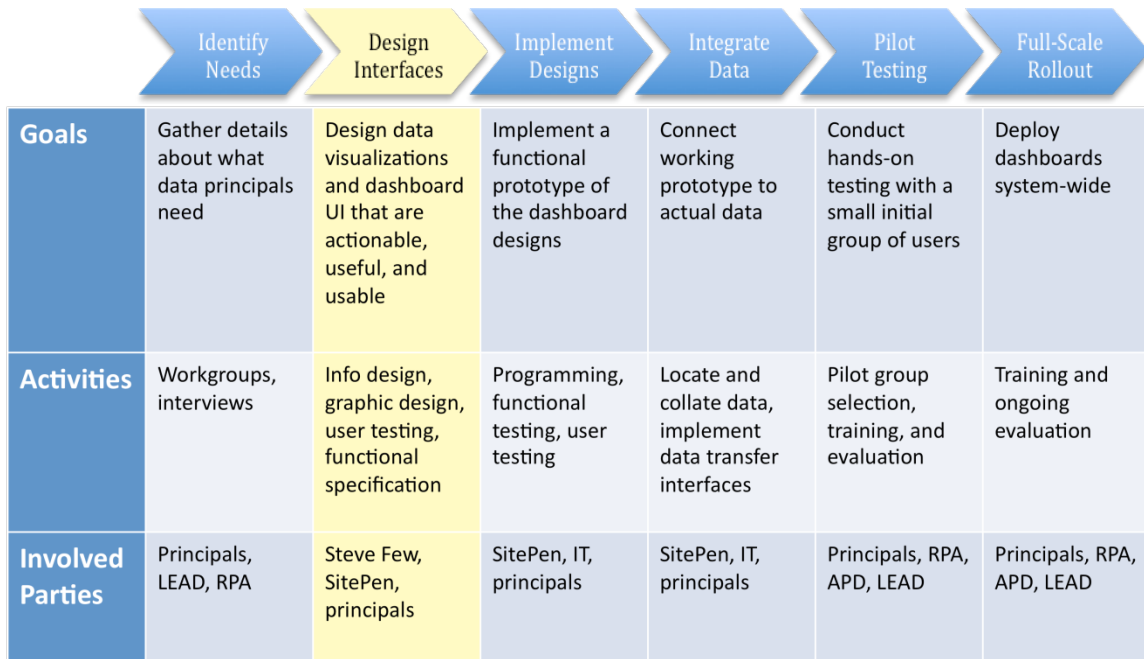 Identify
Needs
Design
Interfaces
Implement
Designs
Integrate
Data
Pilot
Testing
Full-Scale
Rollout
Goals
Gather details
about what
data principals
need
Design data
visualizations
and dashboard
UI that are
actionable,
useful, and
usable
Implement a
functional
prototype of
the dashboard
designs
Connect
working
prototype to
actual data
Conduct
hands-on
testing with a
small initial
group of users
Deploy
dashboards
system-wide
Activities
Workgroups,
interviews
Info design,
graphic design,
user testing,
functional
specification
Programming,
functional
testing, user
testing
Locate and
collate data,
implement
data transfer
interfaces
Pilot group
selection,
training, and
evaluation
Training and
ongoing
evaluation
Involved
Parties
Principals,
LEAD, RPA
Steve Few,
SitePen,
principals
SitePen, IT,
principals
SitePen, IT,
principals
Principals, RPA,
APD, LEAD
Principals, RPA,
APD, LEAD